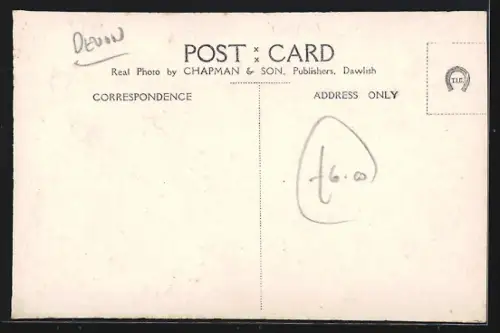 DEVON
POST CARD
Real Photo by CHAPMAN & SON, Publishers, Dawlish
CORRESPONDENCE
ADDRESS ONLY
T.I.C
£6.00